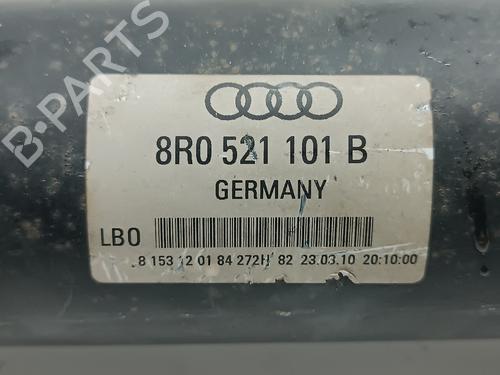 B-PARTS
8R0 521 101 B
GERMANY
LBO
8 153 12 01 84 272H 82 23.03.10 20:10:00